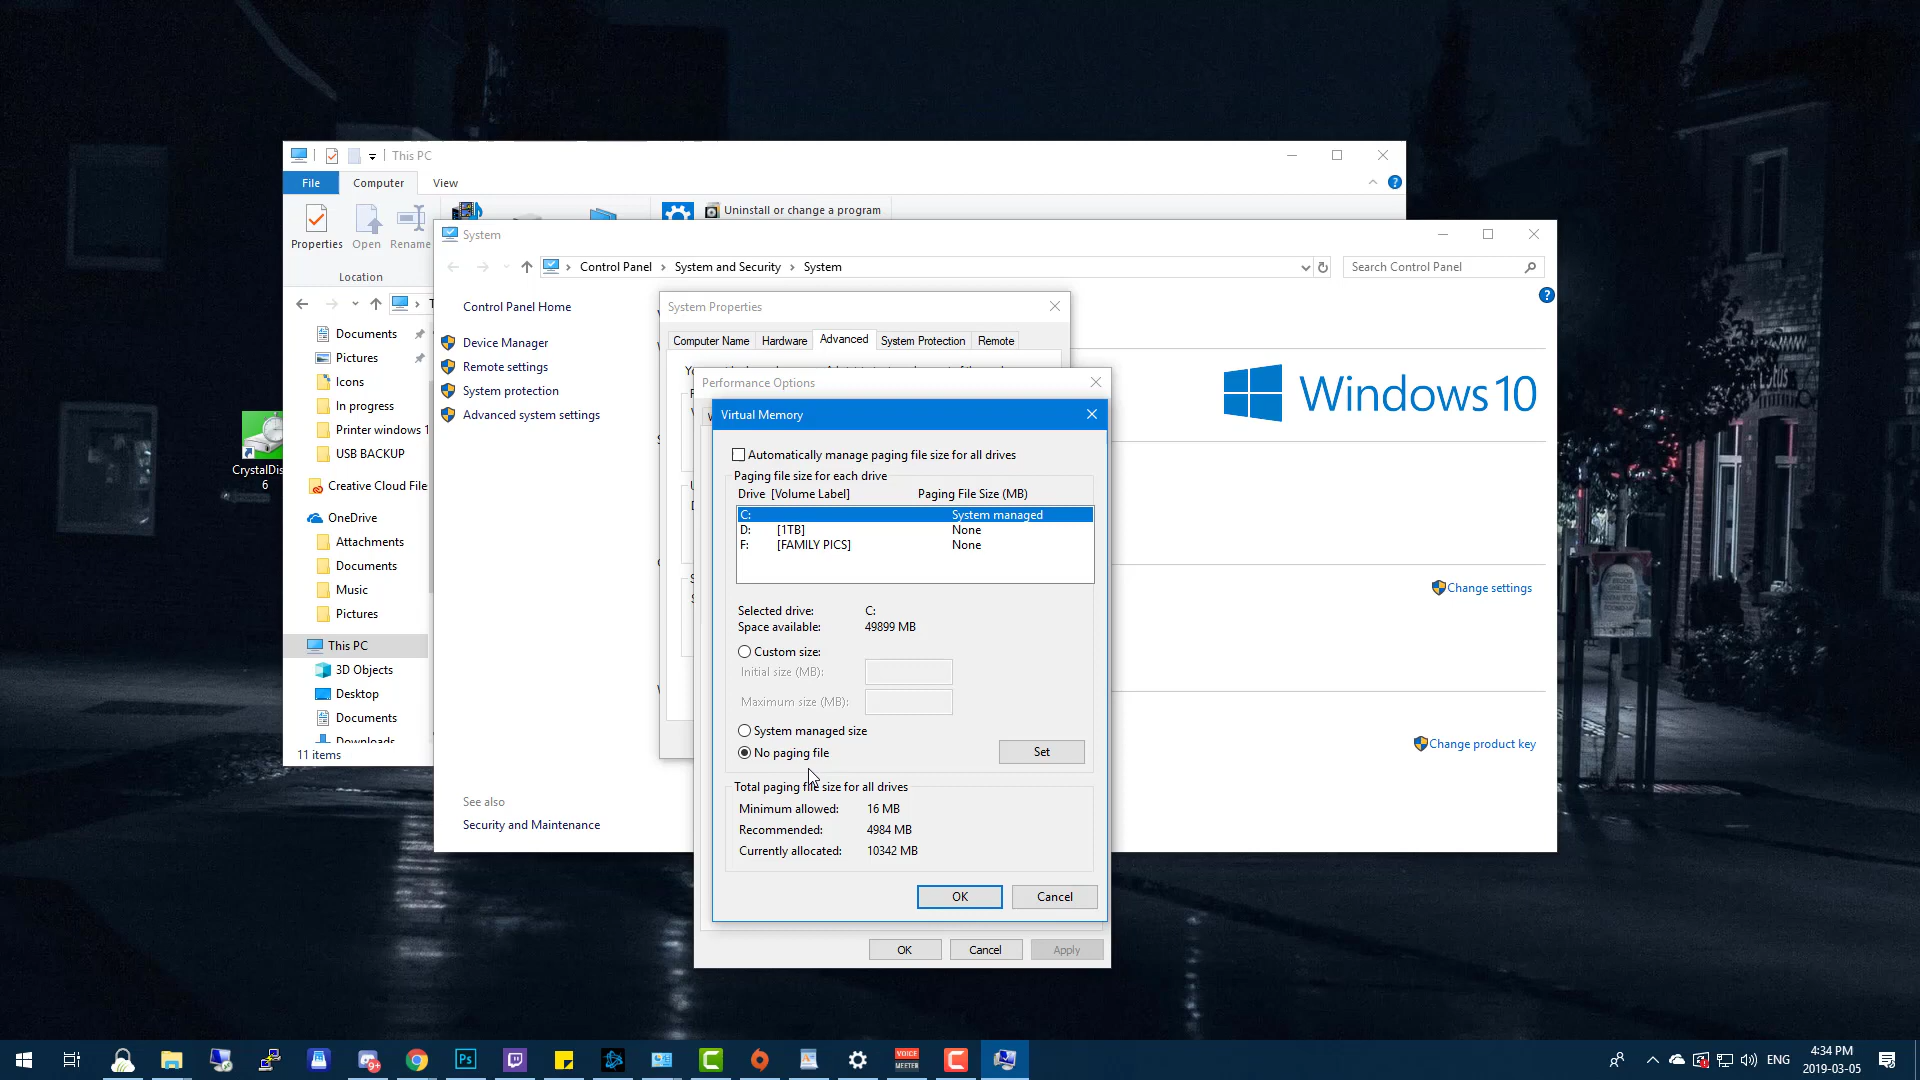 This PC
File
Computer
View
Uninstall or change a program
Properties
Open
Rename
Location
System
Control Panel
System and Security
System
Search Control Panel
Control Panel Home
Device Manager
Remote settings
System protection
Advanced system settings
See also
Security and Maintenance
Documents
Pictures
Icons
In progress
Printer windows 1
USB BACKUP
Creative Cloud File
OneDrive
Attachments
Documents
Music
Pictures
This PC
3D Objects
Desktop
Documents
Downloads
11 items
CrystalDis
6
System Properties
Computer Name
Hardware
Advanced
System Protection
Remote
Performance Options
Virtual Memory
Automatically manage paging file size for all drives
Paging file size for each drive
Drive [Volume Label] Paging File Size (MB)
C: System managed
D: [1TB] None
F: [FAMILY PICS] None
Selected drive: C:
Space available: 49899 MB
Custom size:
Initial size (MB):
Maximum size (MB):
System managed size
No paging file
Set
Total paging file size for all drives
Minimum allowed: 16 MB
Recommended: 4984 MB
Currently allocated: 10342 MB
OK
Cancel
OK
Cancel
Apply
Windows 10
Change settings
Change product key
9+
Ps
VOICE
MEETER
ENG
4:34 PM
2019-03-05